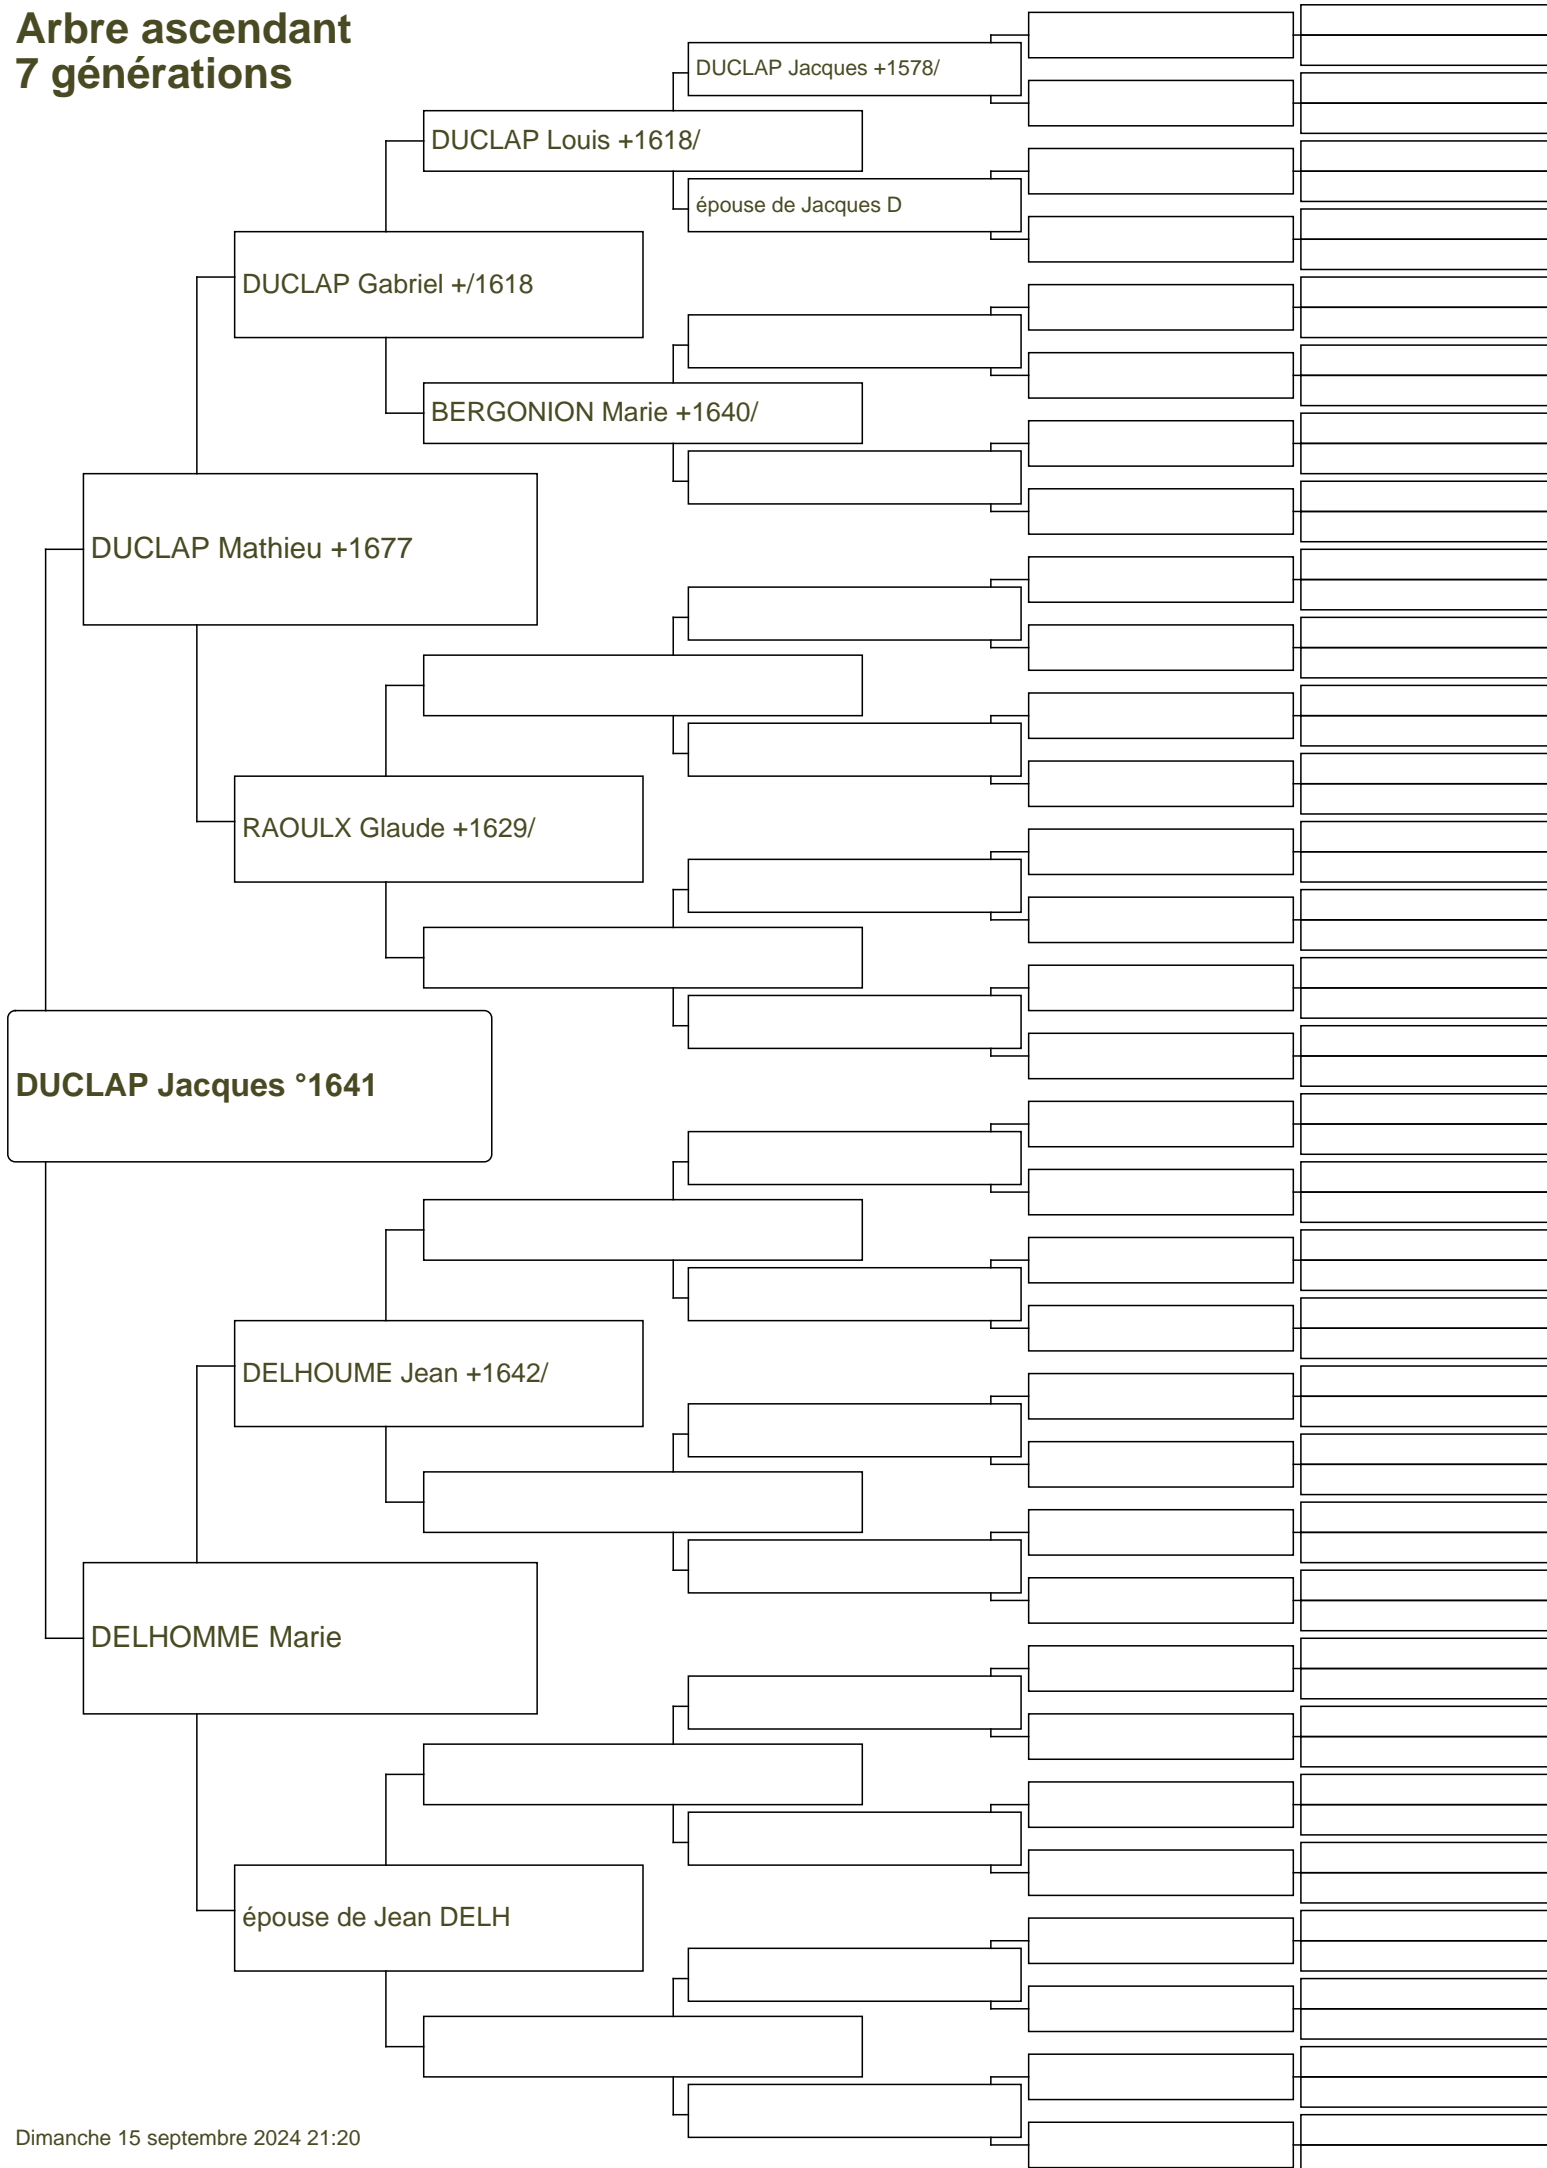 Arbre ascendant
7 générations
DUCLAP Jacques +1578/
DUCLAP Louis +1618/
épouse de Jacques D
DUCLAP Gabriel +/1618
BERGONION Marie +1640/
DUCLAP Mathieu +1677
RAOULX Glaude +1629/
DUCLAP Jacques °1641
DELHOUME Jean +1642/
DELHOMME Marie
épouse de Jean DELH
Dimanche 15 septembre 2024 21:20